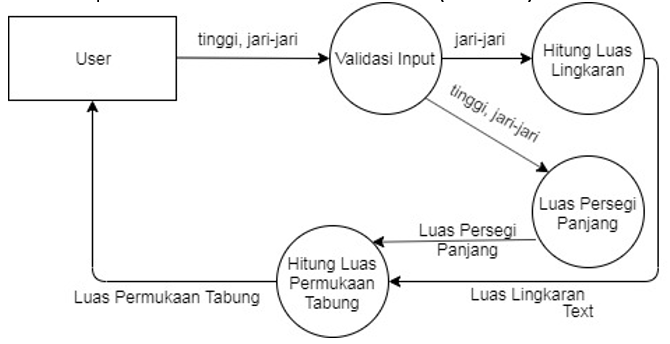 User
tinggi, jari-jari
Validasi Input
jari-jari
Hitung Luas
Lingkaran
tinggi, jari-jari
Luas Persegi
Panjang
Luas Persegi
Panjang
Hitung Luas
Permukaan
Tabung
Luas Permukaan Tabung
Luas Lingkaran
Text